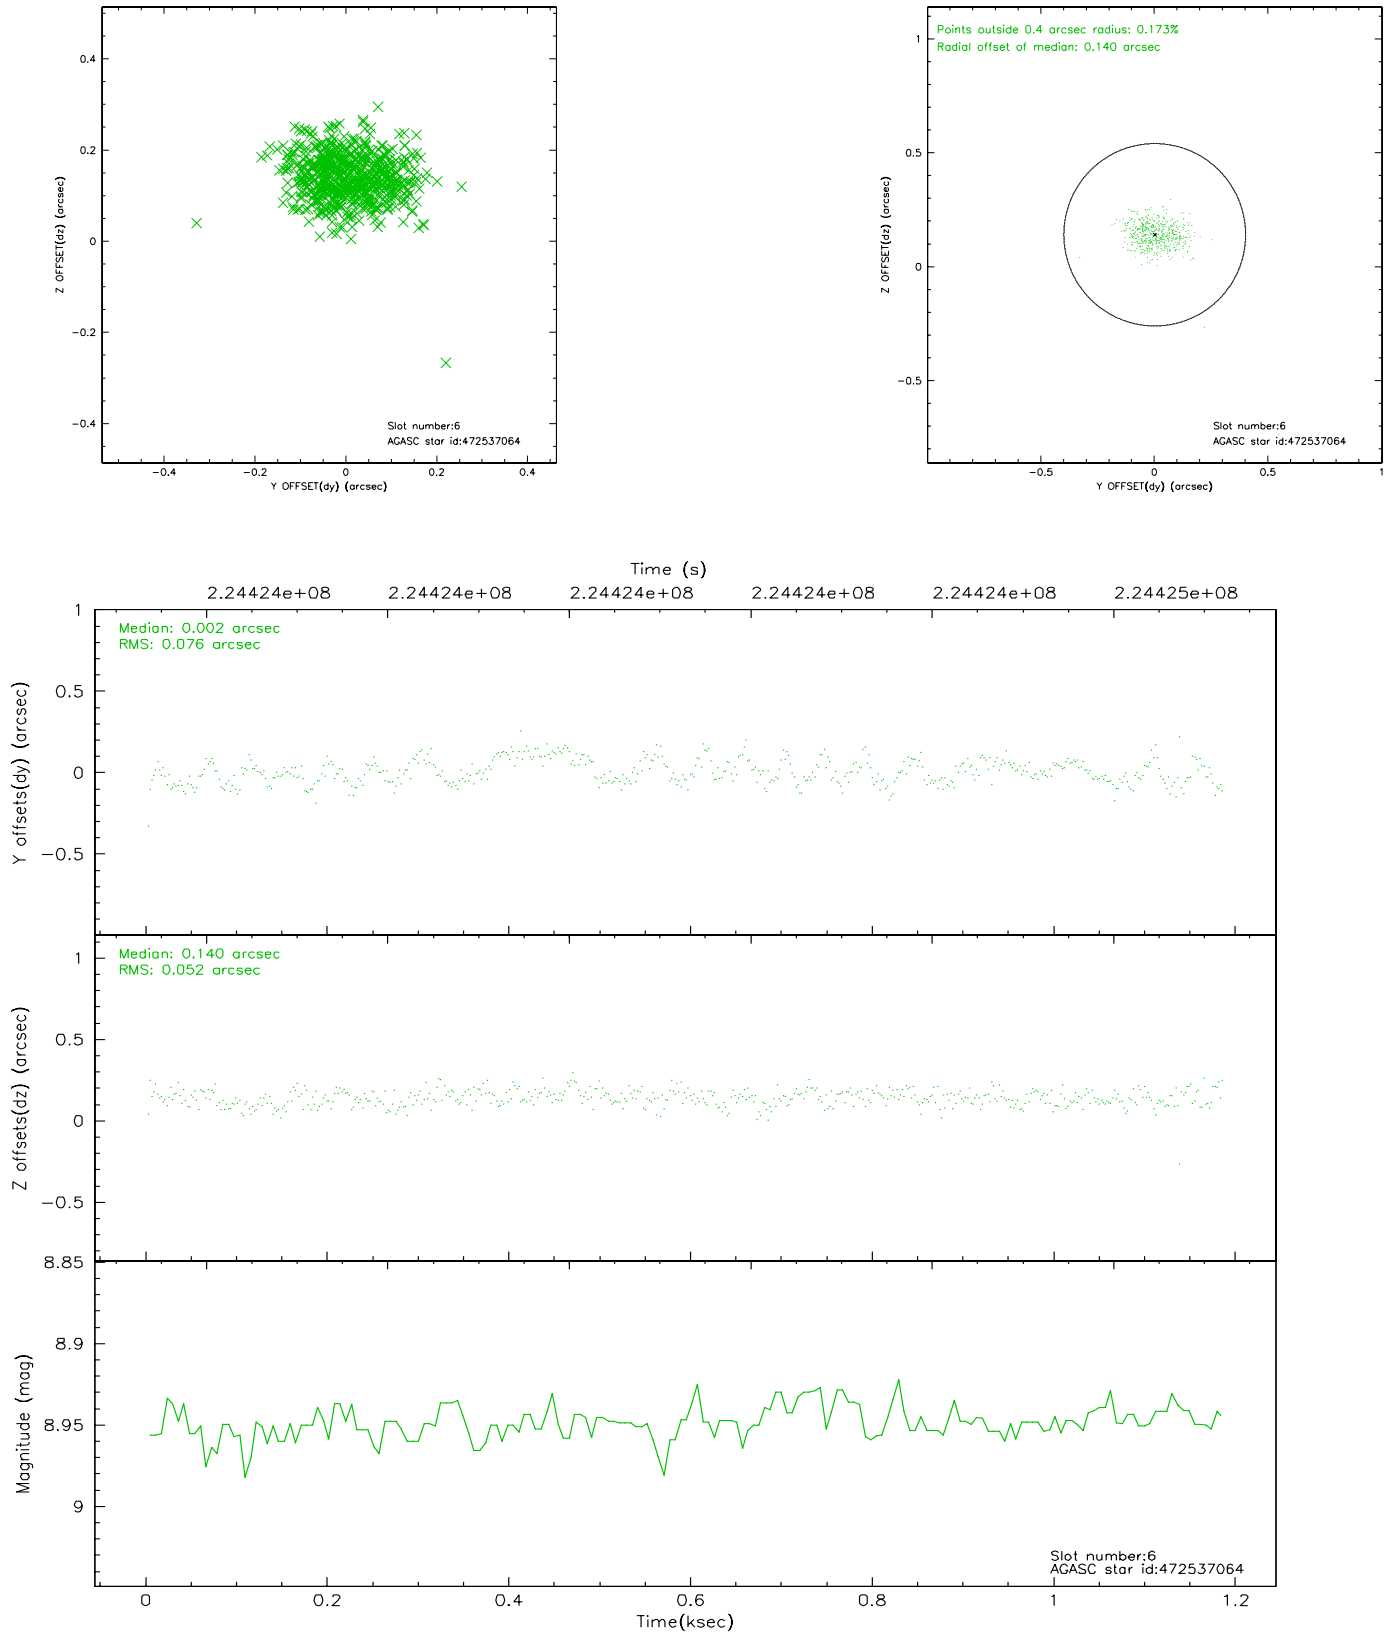 0.4
0.2
0
−0.2
−0.4
Z OFFSET(dz) (arcsec)
−0.4
−0.2
0
0.2
0.4
Y OFFSET(dy) (arcsec)
Slot number:6
AGASC star id:472537064
Points outside 0.4 arcsec radius: 0.173%
Radial offset of median: 0.140 arcsec
1
0.5
0
−0.5
Z OFFSET(dz) (arcsec)
−0.5
0
0.5
1
Y OFFSET(dy) (arcsec)
Slot number:6
AGASC star id:472537064
Time (s)
2.24424e+08
2.24424e+08
2.24424e+08
2.24424e+08
2.24424e+08
2.24425e+08
Median: 0.002 arcsec
RMS: 0.076 arcsec
1
0.5
0
−0.5
Y offsets(dy) (arcsec)
Median: 0.140 arcsec
RMS: 0.052 arcsec
1
0.5
0
−0.5
Z offsets(dz) (arcsec)
8.85
8.9
8.95
9
Magnitude (mag)
Slot number:6
AGASC star id:472537064
0
0.2
0.4
0.6
0.8
1
1.2
Time(ksec)